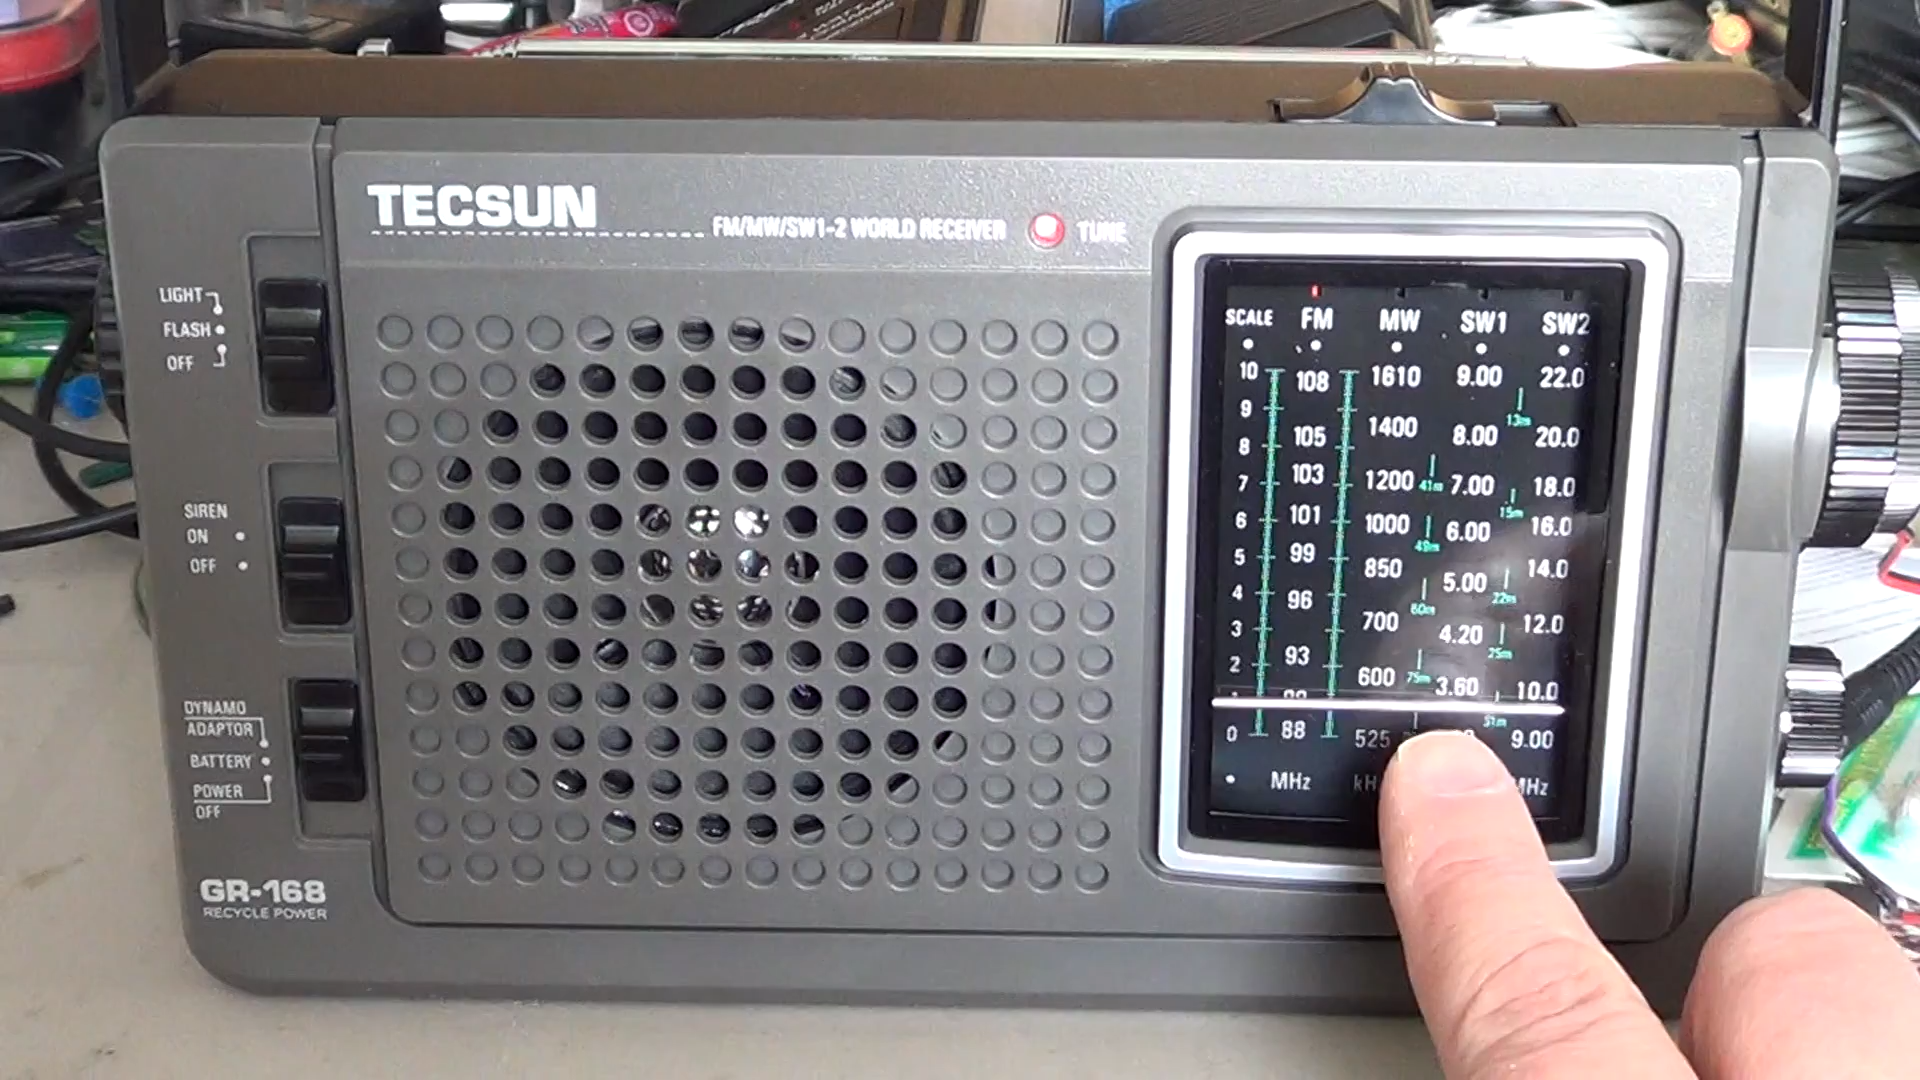 TECSUN
FM/MW/SW1-2 WORLD RECEIVER
TUNE
LIGHT
FLASH
OFF
SIREN
ON
OFF
DYNAMO
ADAPTOR
BATTERY
POWER
OFF
GR-168
RECYCLE POWER
SCALE FM MW SW1 SW2
10 108 1610 9.00 22.0
9 13m
8 105 1400 8.00 20.0
7 103 1200 41m 7.00 18.0
15m
6 101 1000 6.00 16.0
49m
5 99 850 5.00 14.0
4 96 60m 22m
3 700 4.20 12.0
25m
2 93 600 75m 3.60 10.0
31m
0 88 525 9.00
MHz MHz